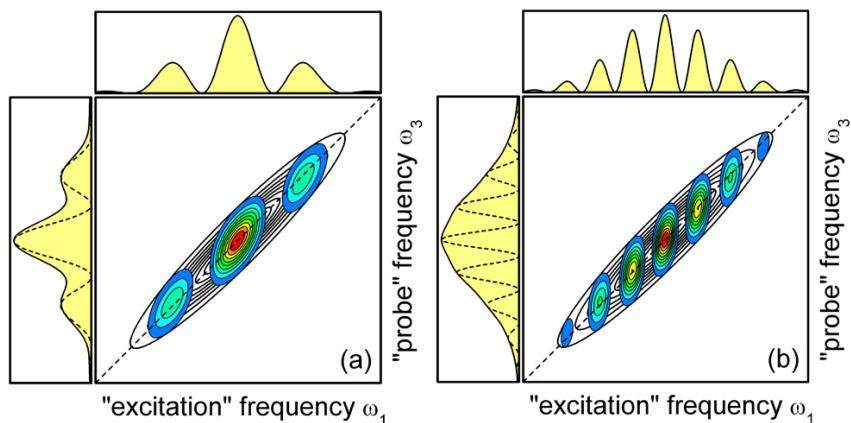 "probe" frequency ω3
(a)
"excitation" frequency ω1
"probe" frequency ω3
(b)
"excitation" frequency ω1